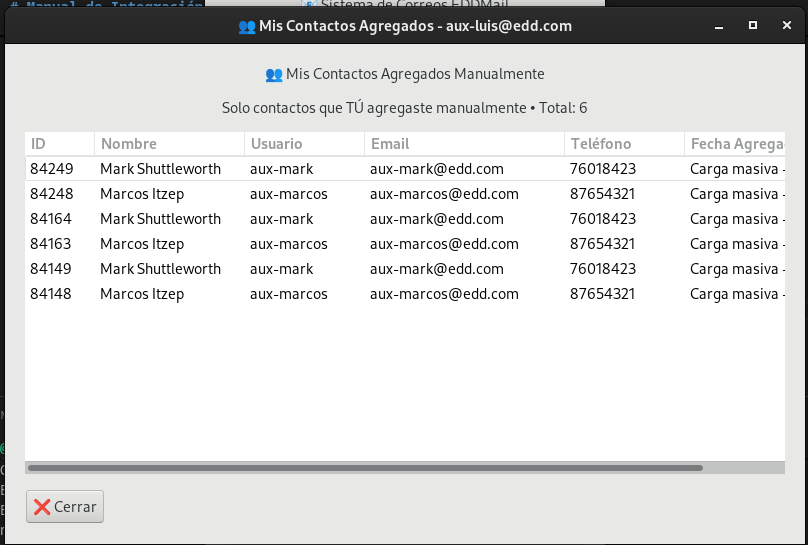 # Manual de Integración
Sistema de Correos EDDMail
👥 Mis Contactos Agregados - aux-luis@edd.com
👥 Mis Contactos Agregados Manualmente
Solo contactos que TÚ agregaste manualmente • Total: 6
ID Nombre Usuario Email Teléfono Fecha Agrega
84249 Mark Shuttleworth aux-mark aux-mark@edd.com 76018423 Carga masiva -
84248 Marcos Itzep aux-marcos aux-marcos@edd.com 87654321 Carga masiva -
84164 Mark Shuttleworth aux-mark aux-mark@edd.com 76018423 Carga masiva -
84163 Marcos Itzep aux-marcos aux-marcos@edd.com 87654321 Carga masiva -
84149 Mark Shuttleworth aux-mark aux-mark@edd.com 76018423 Carga masiva -
84148 Marcos Itzep aux-marcos aux-marcos@edd.com 87654321 Carga masiva -
❌ Cerrar